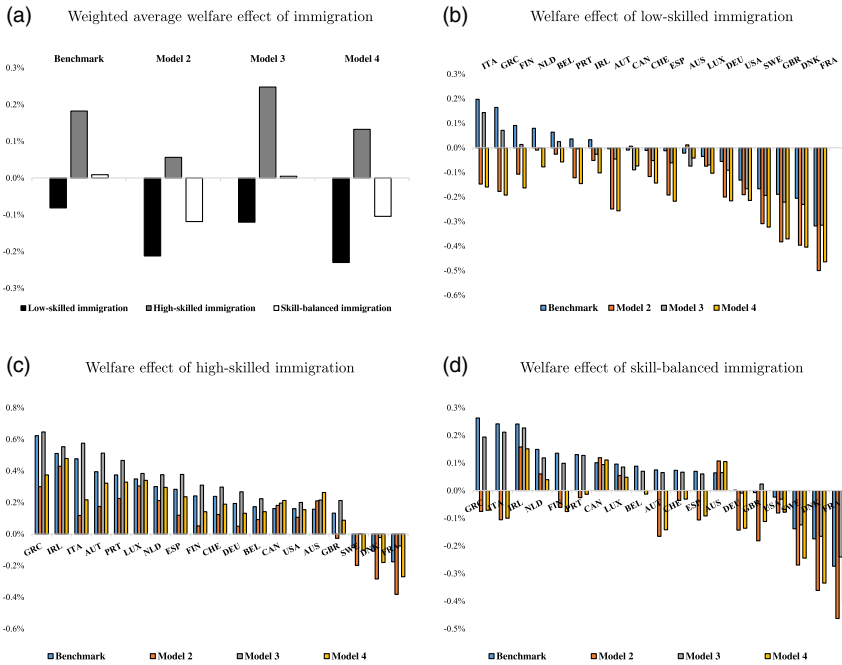 (a) Weighted average welfare effect of immigration
Benchmark Model 2 Model 3 Model 4
0.3%
0.2%
0.1%
0.0%
-0.1%
-0.2%
-0.3%
Low-skilled immigration High-skilled immigration Skill-balanced immigration
(b) Welfare effect of low-skilled immigration
ITA GRC FIN NLD BEL PRT IRL AUT CAN CHE ESP AUS LUX DEU USA SWE GBR DNK FRA
0.3%
0.2%
0.1%
0.0%
-0.1%
-0.2%
-0.3%
-0.4%
-0.5%
-0.6%
Benchmark Model 2 Model 3 Model 4
(c) Welfare effect of high-skilled immigration
0.8%
0.6%
0.4%
0.2%
0.0%
GRC IRL ITA AUT PRT LUX NLD ESP FIN CHE DEU BEL CAN USA AUS GBR SWE DNK FRA
-0.2%
-0.4%
-0.6%
Benchmark Model 2 Model 3 Model 4
(d) Welfare effect of skill-balanced immigration
0.3%
0.2%
0.1%
0.0%
GRC ITA IRL NLD FIN PRT CAN LUX BEL AUT CHE ESP AUS DEU GBR USA SWE DNK FRA
-0.1%
-0.2%
-0.3%
-0.4%
-0.5%
Benchmark Model 2 Model 3 Model 4